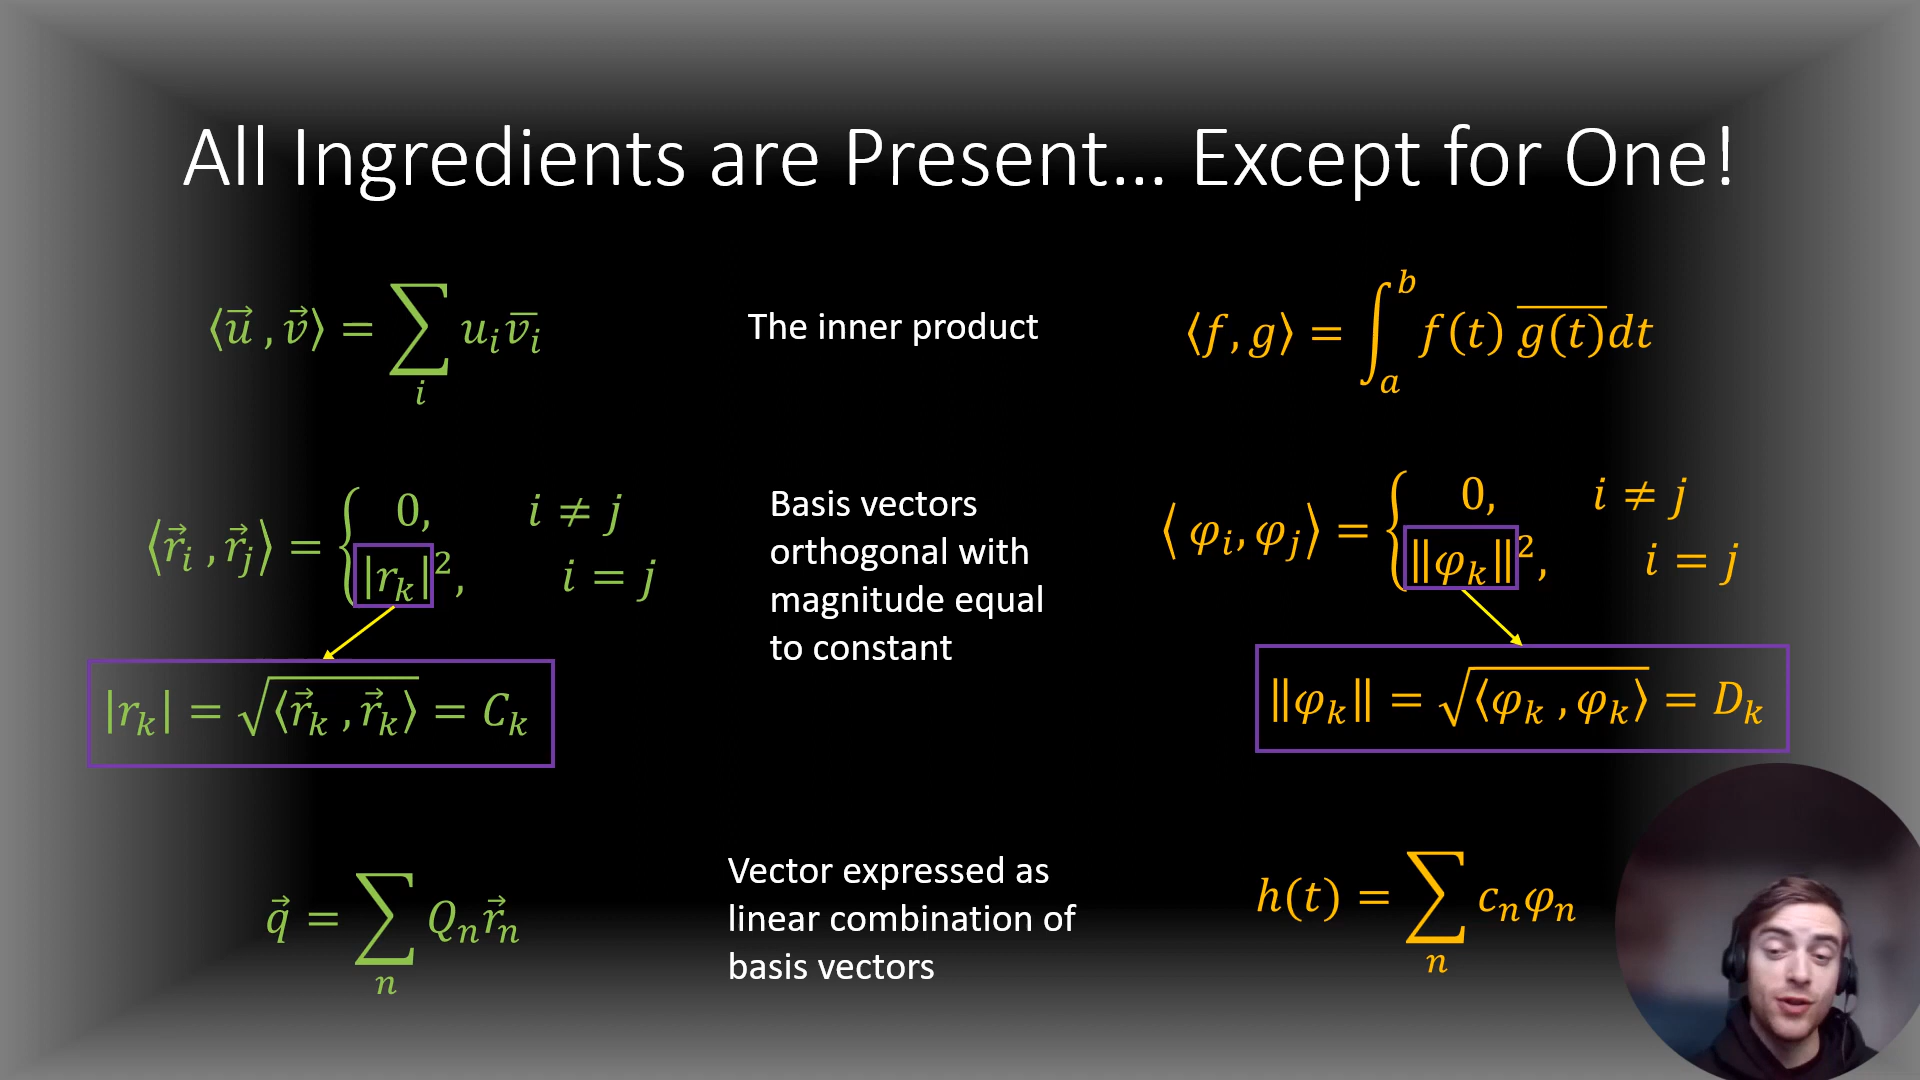 All Ingredients are Present... Except for One!
⟨u⃗ , v⃗⟩ = ∑_i u_i v̅_i
The inner product
⟨f, g⟩ = ∫_a^b f(t) \overline{g(t)} dt
⟨r⃗_i , r⃗_j⟩ = { 0, i ≠ j
|r_k|², i = j
Basis vectors
orthogonal with
magnitude equal
to constant
⟨ φ_i, φ_j⟩ = { 0, i ≠ j
‖φ_k‖², i = j
|r_k| = √⟨r⃗_k , r⃗_k⟩ = C_k
‖φ_k‖ = √⟨φ_k , φ_k⟩ = D_k
q⃗ = ∑_n Q_n r⃗_n
Vector expressed as
linear combination of
basis vectors
h(t) = ∑_n c_n φ_n